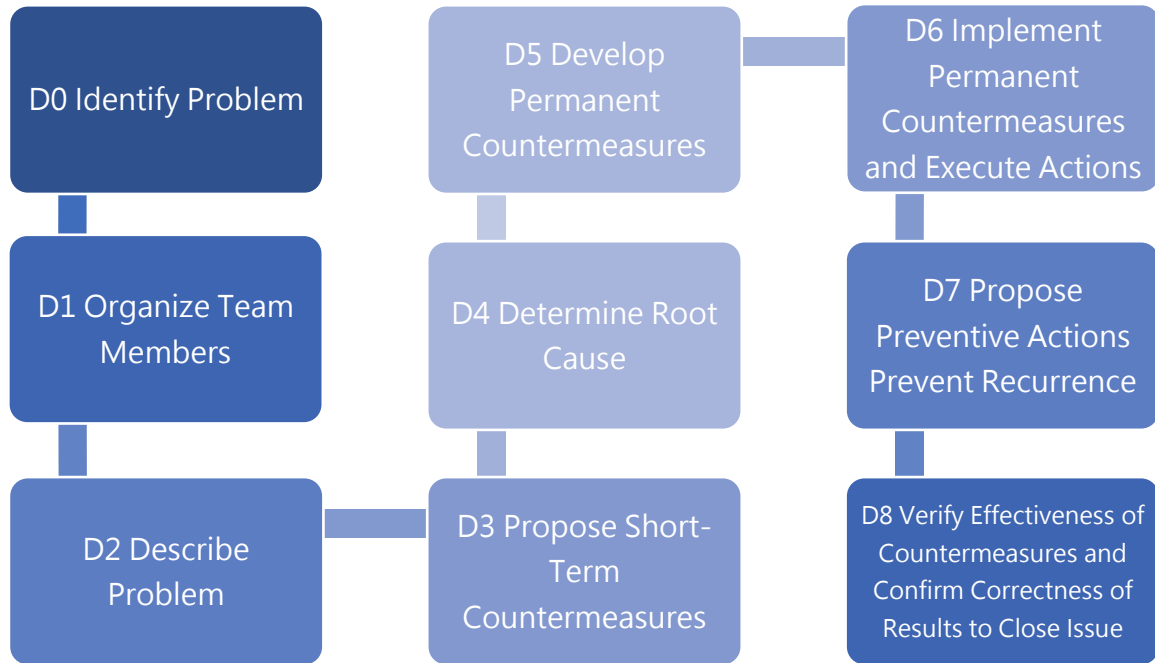 D0 Identify Problem
D1 Organize Team
Members
D2 Describe
Problem
D3 Propose Short-
Term
Countermeasures
D4 Determine Root
Cause
D5 Develop
Permanent
Countermeasures
D6 Implement
Permanent
Countermeasures
and Execute Actions
D7 Propose
Preventive Actions
Prevent Recurrence
D8 Verify Effectiveness of
Countermeasures and
Confirm Correctness of
Results to Close Issue